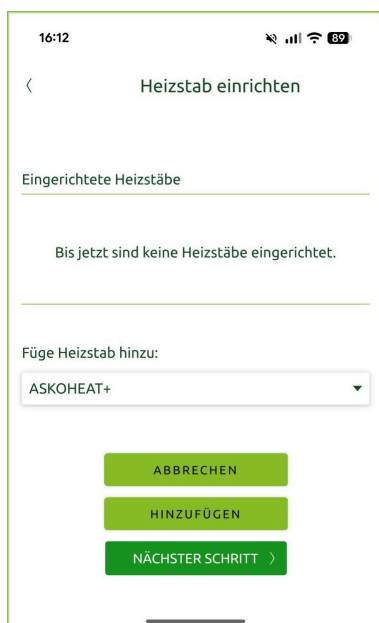 16:12
89
Heizstab einrichten
Eingerichtete Heizstäbe
Bis jetzt sind keine Heizstäbe eingerichtet.
Füge Heizstab hinzu:
ASKOHEAT+
ABBRECHEN
HINZUFÜGEN
NÄCHSTER SCHRITT